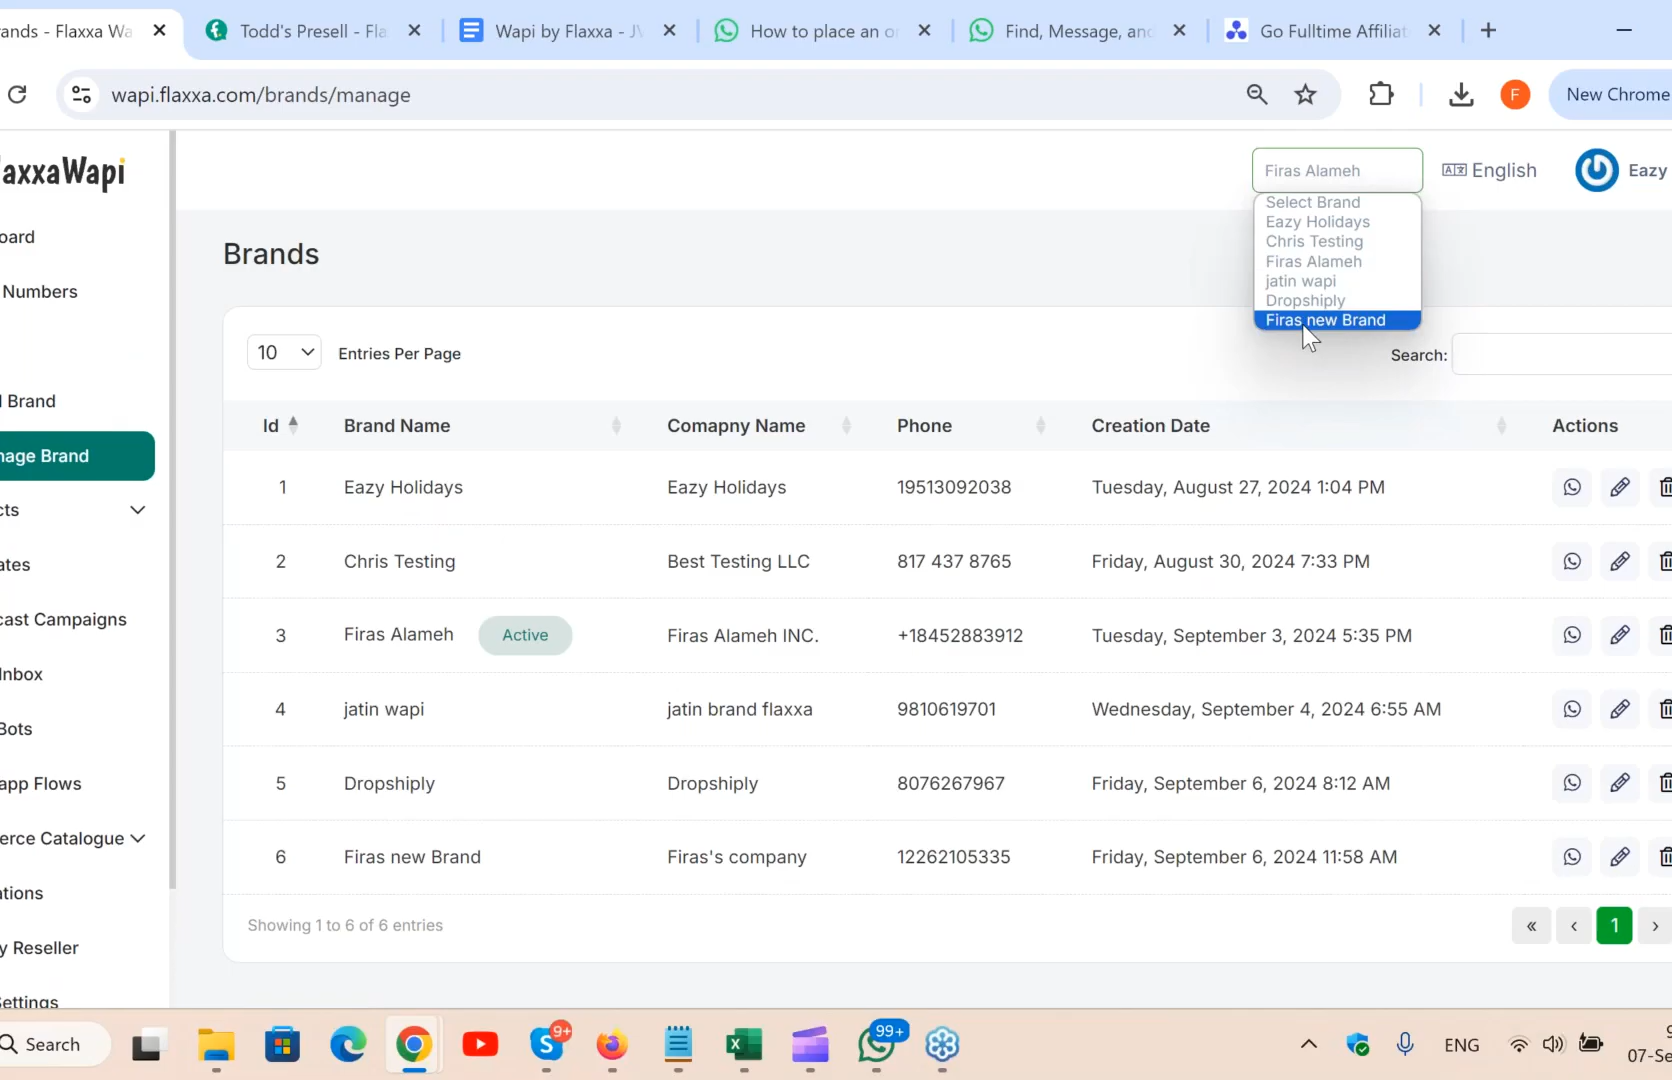 ands - Flaxxa Wa
Todd's Presell - Fla
Wapi by Flaxxa - JV
How to place an or
Find, Message, and
Go Fulltime Affiliat
wapi.flaxxa.com/brands/manage
F
New Chrome
axxaWapi
Firas Alameh
English
Eazy
Select Brand
Eazy Holidays
Chris Testing
Firas Alameh
jatin wapi
Dropshiply
Firas new Brand
oard
Numbers
l Brand
nage Brand
cts
ates
cast Campaigns
Inbox
Bots
app Flows
erce Catalogue
ations
y Reseller
ettings
Brands
10
Entries Per Page
Search:
Id
Brand Name
Comapny Name
Phone
Creation Date
Actions
1 Eazy Holidays Eazy Holidays 19513092038 Tuesday, August 27, 2024 1:04 PM
2 Chris Testing Best Testing LLC 817 437 8765 Friday, August 30, 2024 7:33 PM
3 Firas Alameh Active Firas Alameh INC. +18452883912 Tuesday, September 3, 2024 5:35 PM
4 jatin wapi jatin brand flaxxa 9810619701 Wednesday, September 4, 2024 6:55 AM
5 Dropshiply Dropshiply 8076267967 Friday, September 6, 2024 8:12 AM
6 Firas new Brand Firas's company 12262105335 Friday, September 6, 2024 11:58 AM
Showing 1 to 6 of 6 entries
« ‹ 1 ›
Search
9+
99+
ENG
9
07-Se